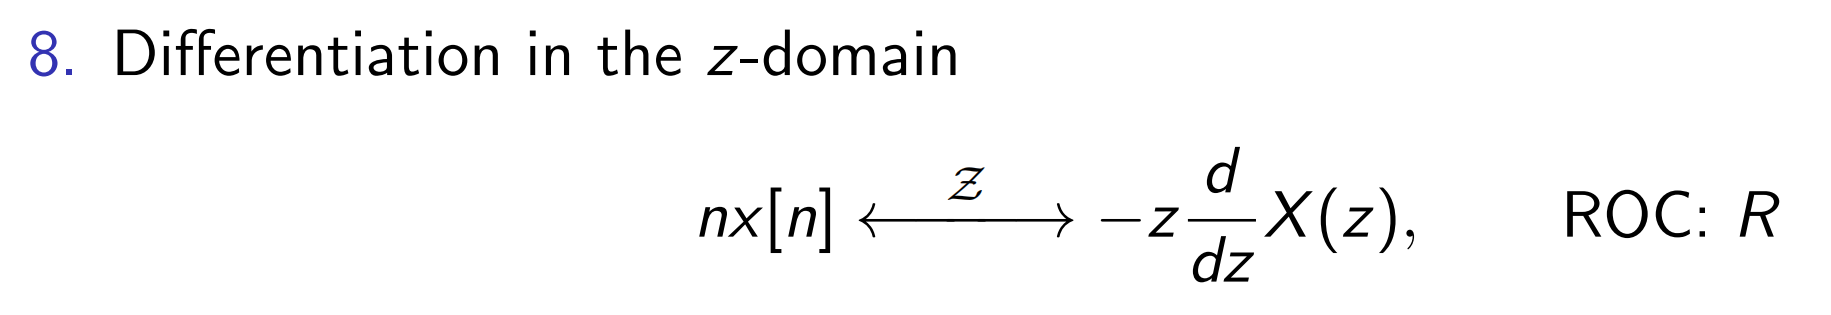 8. Differentiation in the z-domain
nx[n] ⟷^𝒵 −z d/dz X(z), ROC: R